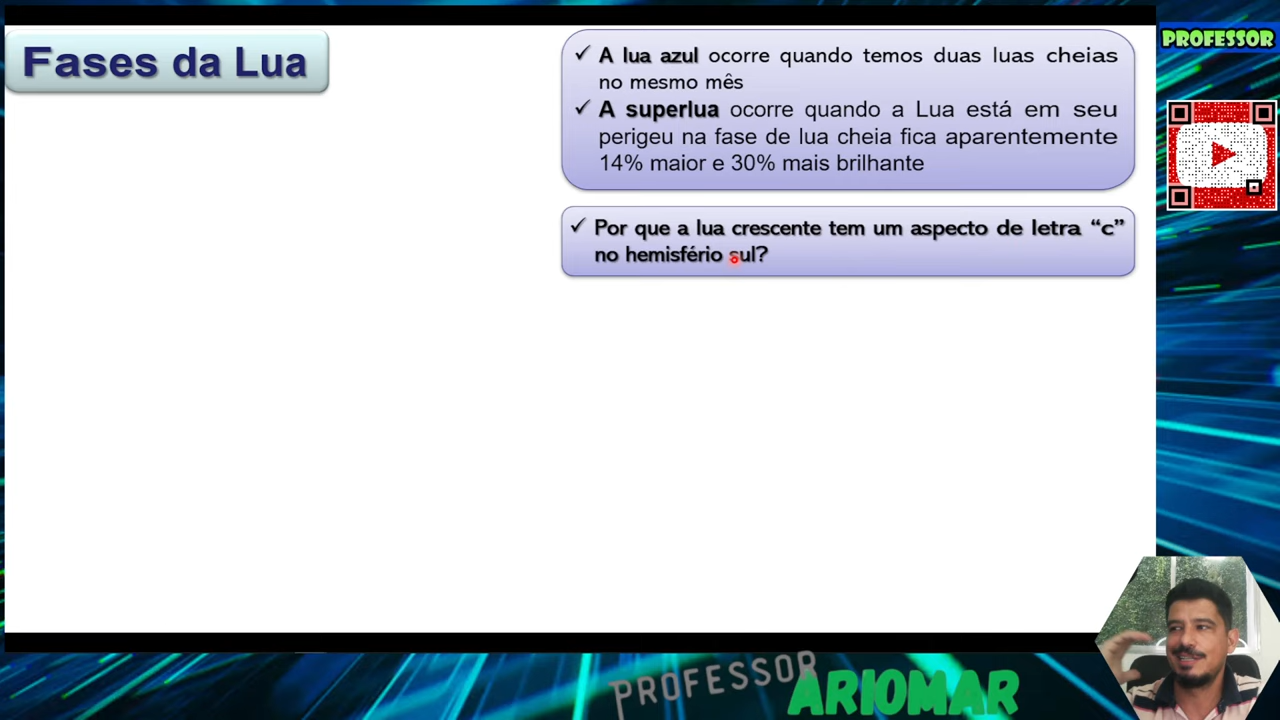 Fases da Lua
✓ A lua azul ocorre quando temos duas luas cheias
no mesmo mês
✓ A superlua ocorre quando a Lua está em seu
perigeu na fase de lua cheia fica aparentemente
14% maior e 30% mais brilhante
✓ Por que a lua crescente tem um aspecto de letra “c”
no hemisfério sul?
PROFESSOR
PROFESSOR
ARIOMAR